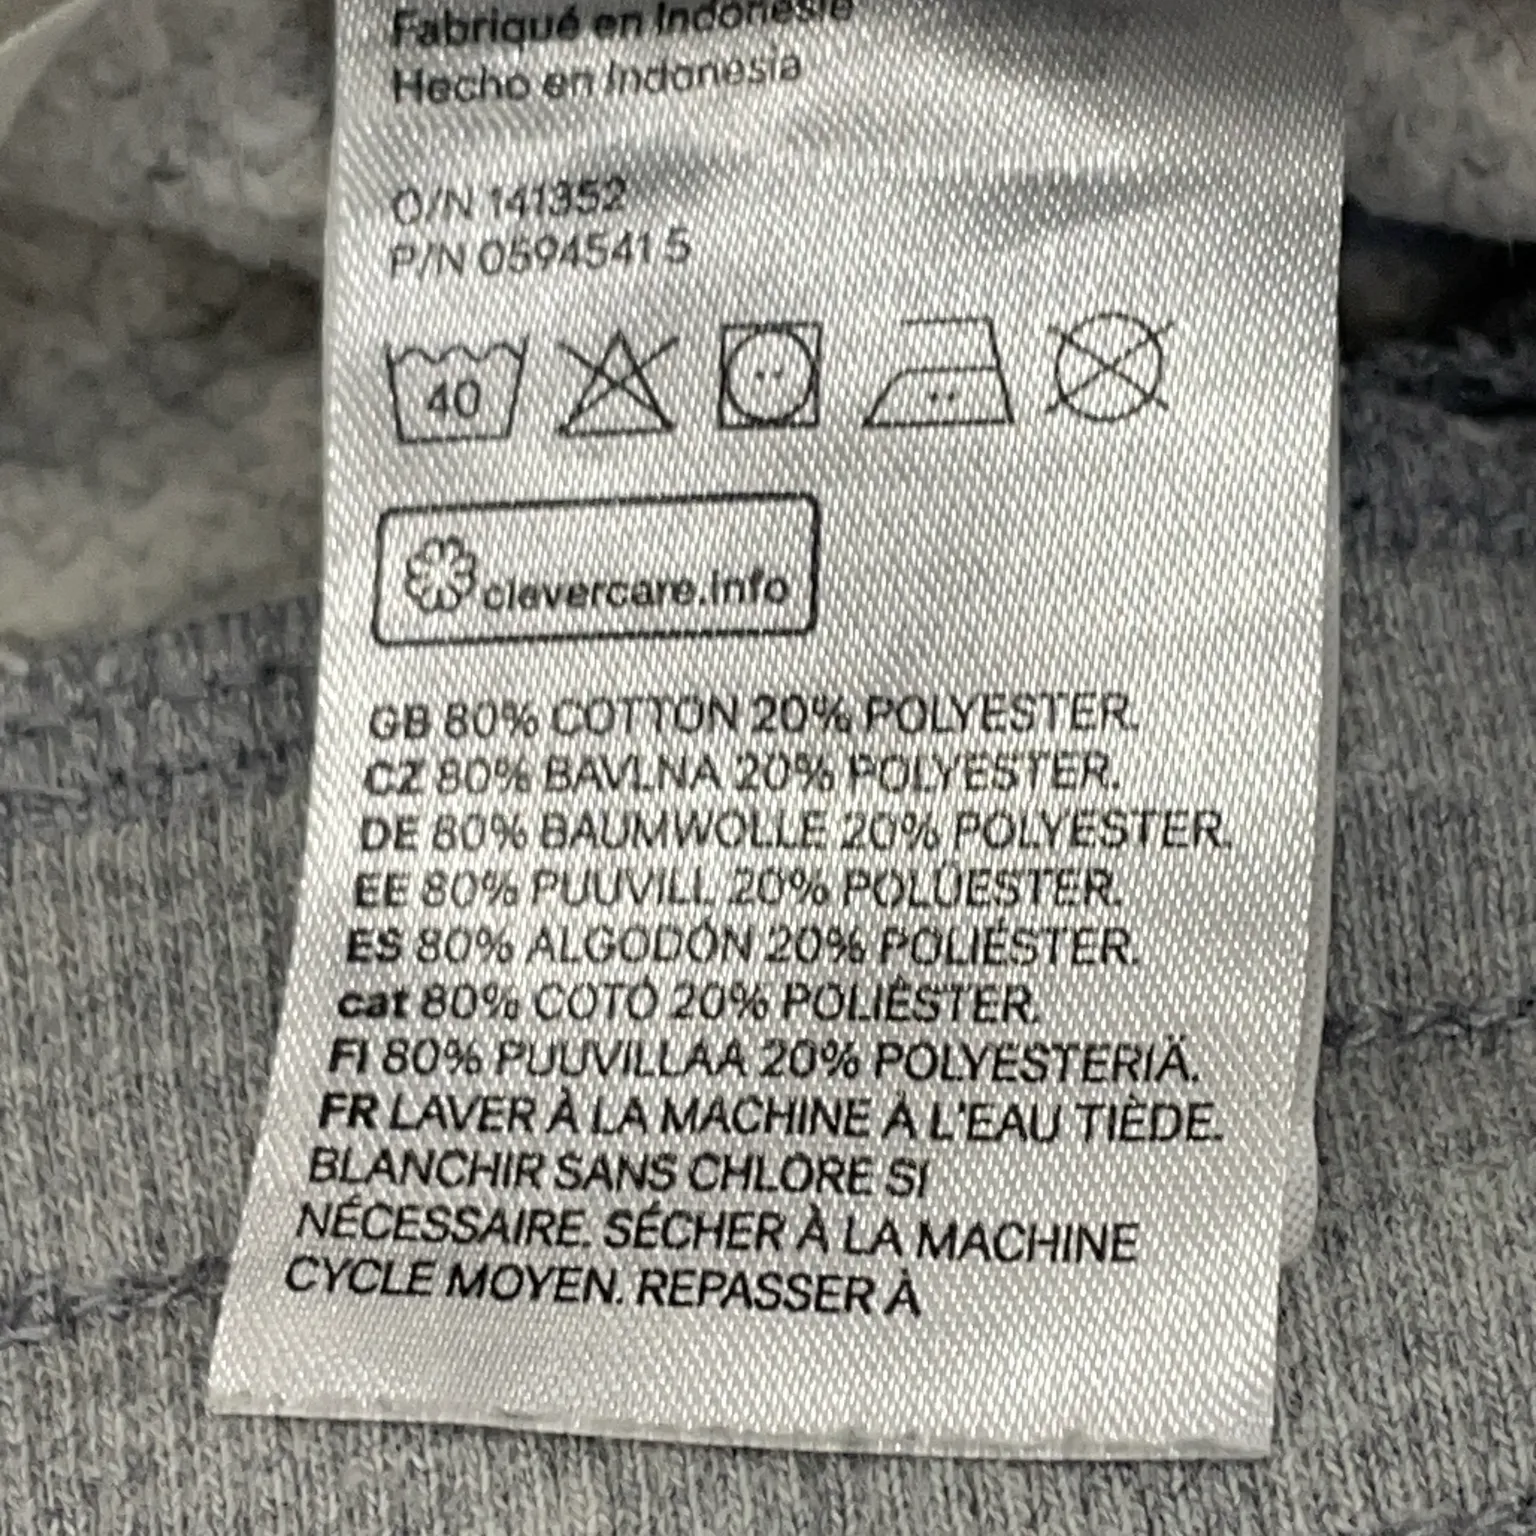 Fabriqué en Indonésie
Hecho en Indonesia
O/N 141352
P/N 0594541 5
40
clevercare.info
GB 80% COTTON 20% POLYESTER.
CZ 80% BAVLNA 20% POLYESTER.
DE 80% BAUMWOLLE 20% POLYESTER.
EE 80% PUUVILL 20% POLÜESTER.
ES 80% ALGODÓN 20% POLIÉSTER.
cat 80% COTÓ 20% POLIÈSTER.
FI 80% PUUVILLAA 20% POLYESTERIÄ.
FR LAVER À LA MACHINE À L'EAU TIÈDE.
BLANCHIR SANS CHLORE SI
NÉCESSAIRE. SÉCHER À LA MACHINE
CYCLE MOYEN. REPASSER À